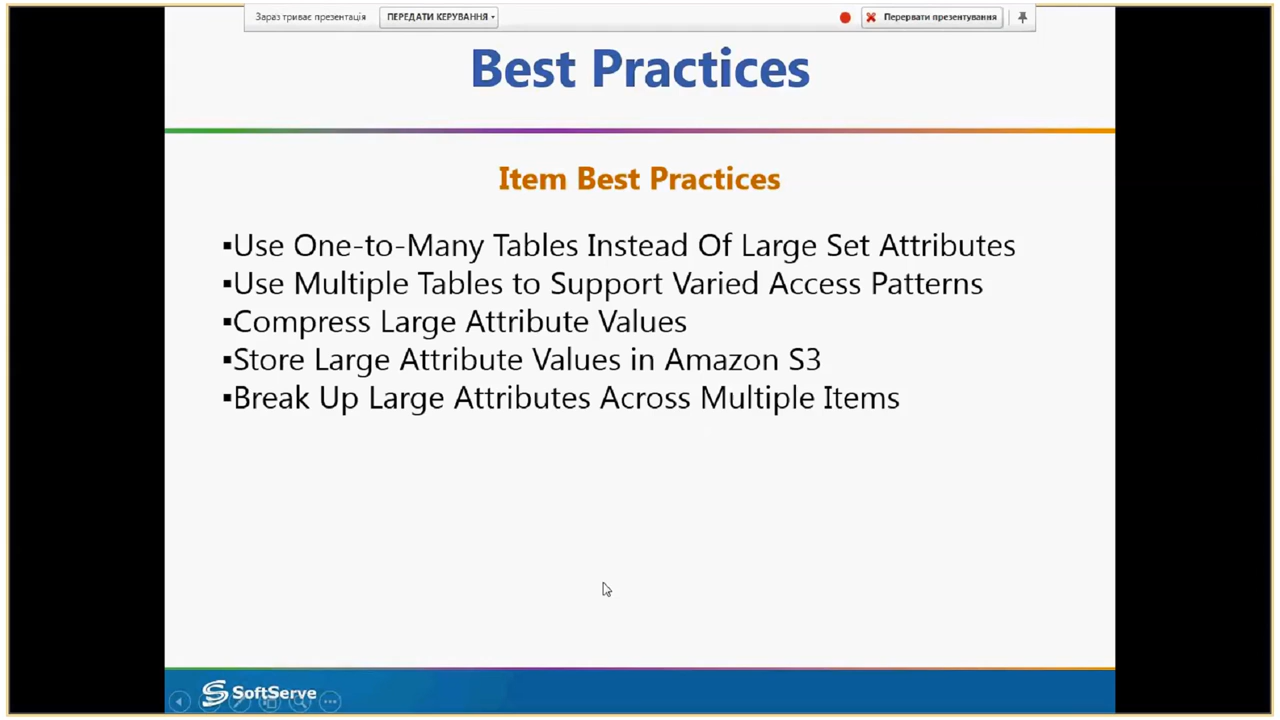 Зараз триває презентація ПЕРЕДАТИ КЕРУВАННЯ Перервати презентування
Best Practices
Item Best Practices
▪Use One-to-Many Tables Instead Of Large Set Attributes
▪Use Multiple Tables to Support Varied Access Patterns
▪Compress Large Attribute Values
▪Store Large Attribute Values in Amazon S3
▪Break Up Large Attributes Across Multiple Items
SoftServe